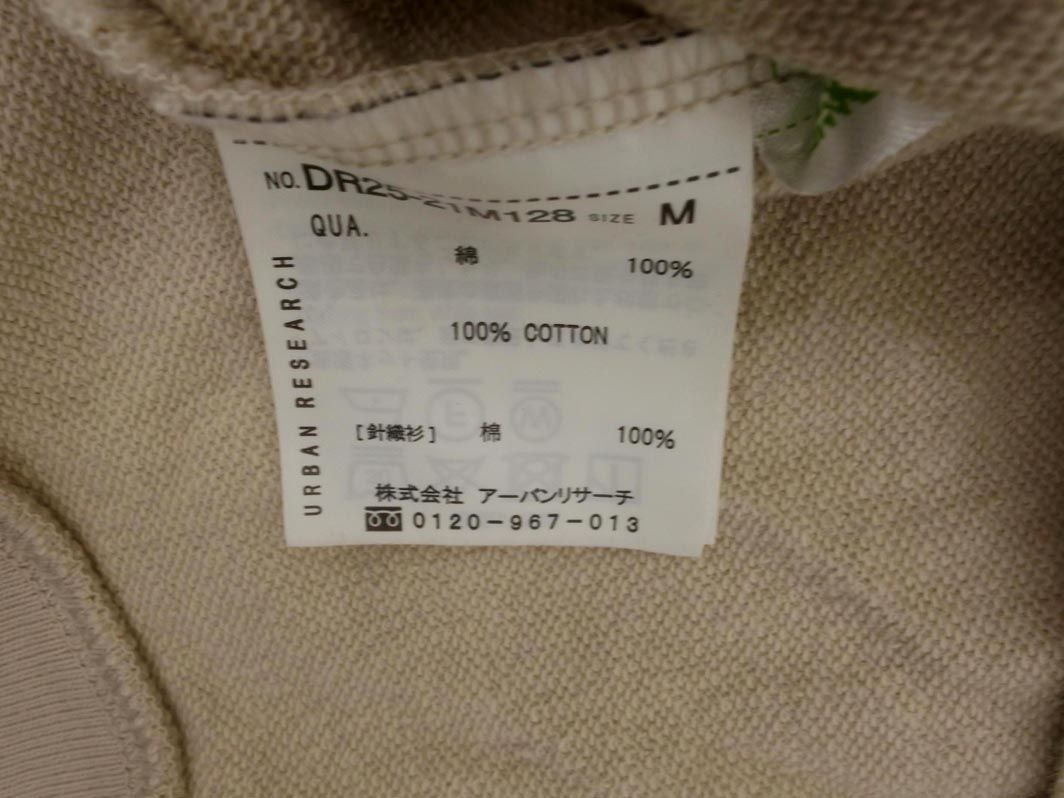 NO. DR25-21M128 SIZE M
QUA.
綿 100%
100% COTTON
[針織衫] 棉 100%
株式会社 アーバンリサーチ
0120-967-013
URBAN RESEARCH